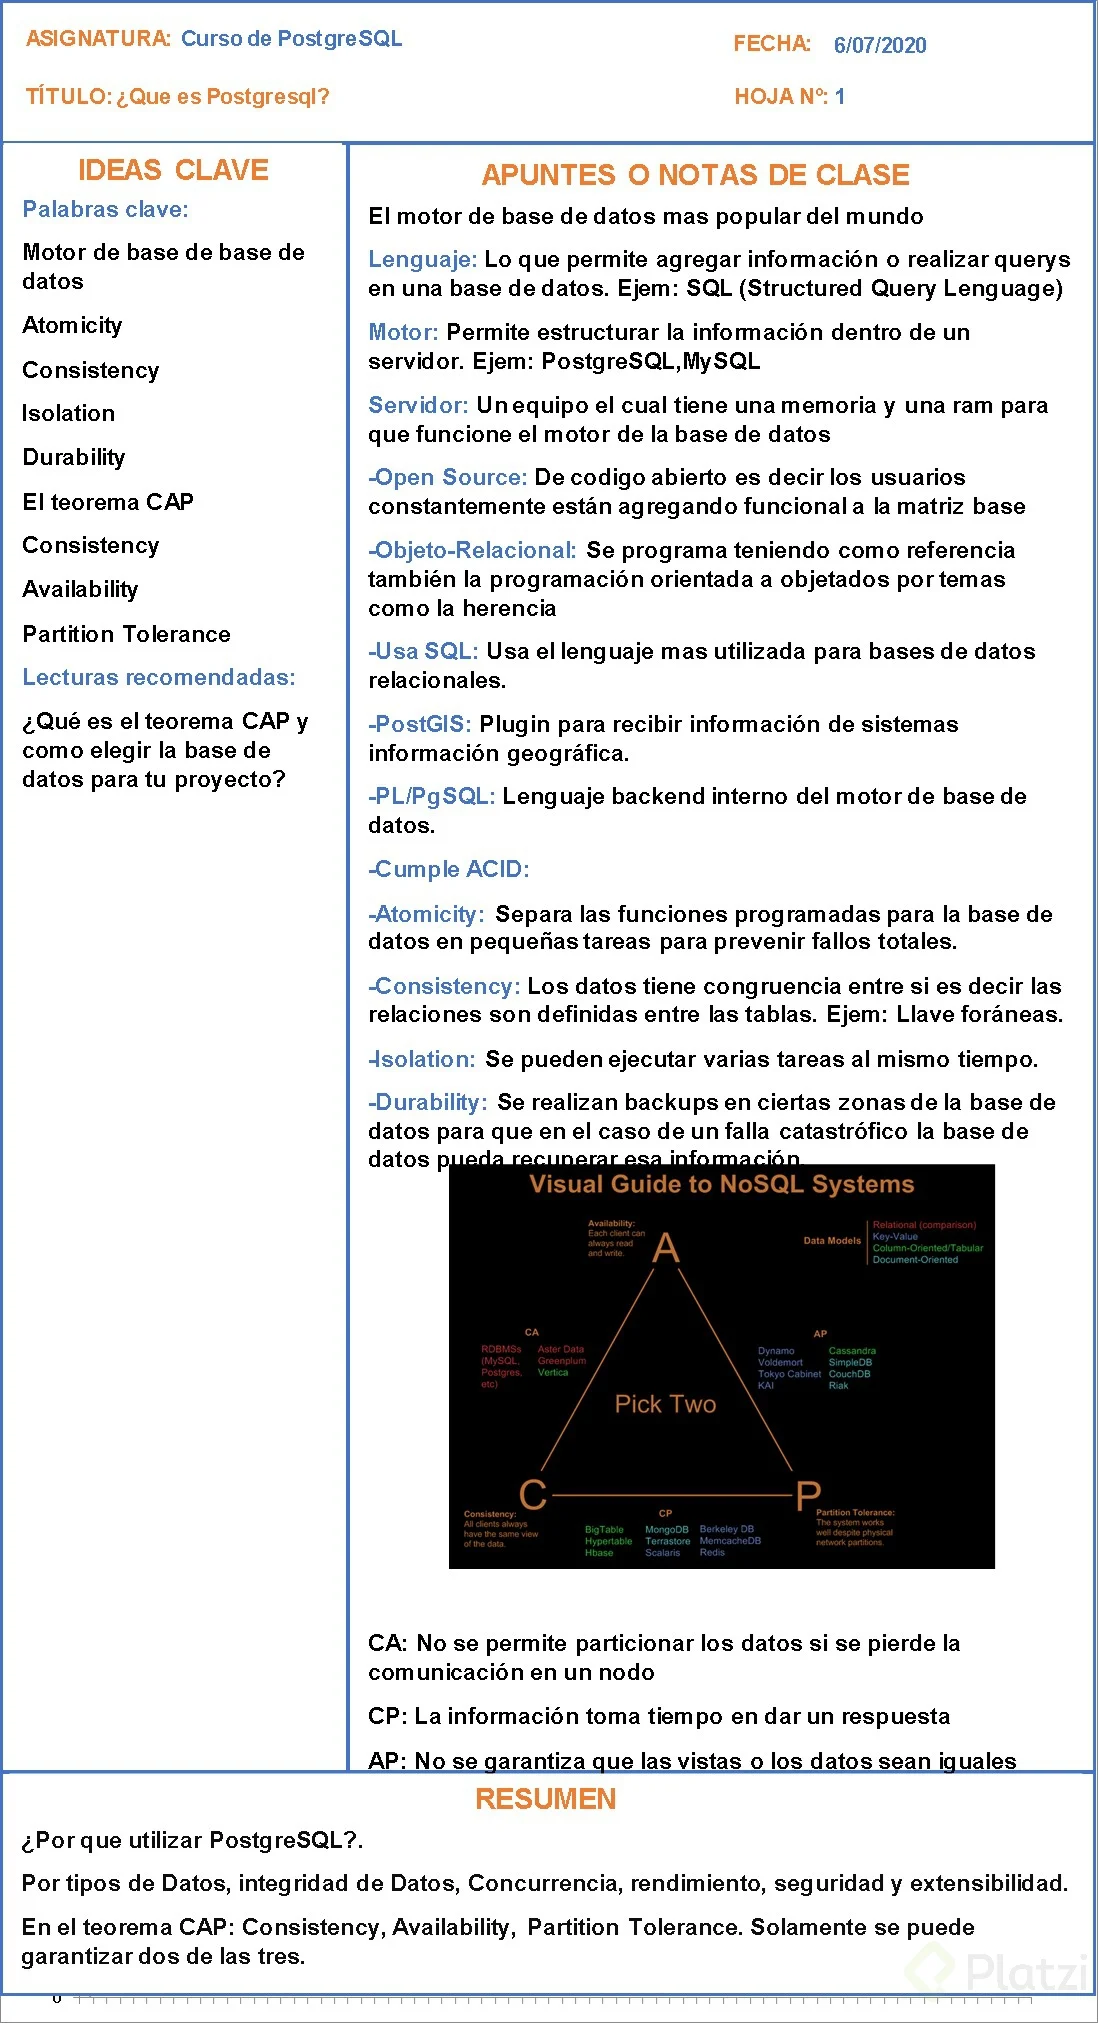 ASIGNATURA: Curso de PostgreSQL
FECHA: 6/07/2020
TÍTULO: ¿Que es Postgresql?
HOJA Nº: 1
IDEAS CLAVE
Palabras clave:
Motor de base de base de
datos
Atomicity
Consistency
Isolation
Durability
El teorema CAP
Consistency
Availability
Partition Tolerance
Lecturas recomendadas:
¿Qué es el teorema CAP y
como elegir la base de
datos para tu proyecto?
APUNTES O NOTAS DE CLASE
El motor de base de datos mas popular del mundo
Lenguaje: Lo que permite agregar información o realizar querys
en una base de datos. Ejem: SQL (Structured Query Lenguage)
Motor: Permite estructurar la información dentro de un
servidor. Ejem: PostgreSQL,MySQL
Servidor: Un equipo el cual tiene una memoria y una ram para
que funcione el motor de la base de datos
-Open Source: De codigo abierto es decir los usuarios
constantemente están agregando funcional a la matriz base
-Objeto-Relacional: Se programa teniendo como referencia
también la programación orientada a objetados por temas
como la herencia
-Usa SQL: Usa el lenguaje mas utilizada para bases de datos
relacionales.
-PostGIS: Plugin para recibir información de sistemas
información geográfica.
-PL/PgSQL: Lenguaje backend interno del motor de base de
datos.
-Cumple ACID:
-Atomicity: Separa las funciones programadas para la base de
datos en pequeñas tareas para prevenir fallos totales.
-Consistency: Los datos tiene congruencia entre si es decir las
relaciones son definidas entre las tablas. Ejem: Llave foráneas.
-Isolation: Se pueden ejecutar varias tareas al mismo tiempo.
-Durability: Se realizan backups en ciertas zonas de la base de
datos para que en el caso de un falla catastrófico la base de
datos pueda recuperar esa información.
Visual Guide to NoSQL Systems
Availability:
Each client can
always read
and write.
A
Data Models
Relational (comparison)
Key-Value
Column-Oriented/Tabular
Document-Oriented
CA
RDBMSs
(MySQL,
Postgres,
etc)
Aster Data
Greenplum
Vertica
AP
Dynamo
Voldemort
Tokyo Cabinet
KAI
Cassandra
SimpleDB
CouchDB
Riak
Pick Two
C
P
Consistency:
All clients always
have the same view
of the data.
CP
BigTable
Hypertable
Hbase
MongoDB
Terrastore
Scalaris
Berkeley DB
MemcacheDB
Redis
Partition Tolerance:
The system works
well despite physical
network partitions.
CA: No se permite particionar los datos si se pierde la
comunicación en un nodo
CP: La información toma tiempo en dar un respuesta
AP: No se garantiza que las vistas o los datos sean iguales
RESUMEN
¿Por que utilizar PostgreSQL?.
Por tipos de Datos, integridad de Datos, Concurrencia, rendimiento, seguridad y extensibilidad.
En el teorema CAP: Consistency, Availability, Partition Tolerance. Solamente se puede
garantizar dos de las tres.
Platzi
0